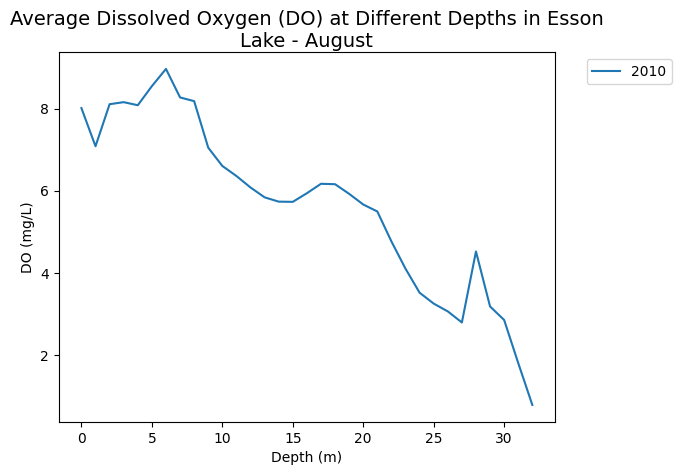 Average Dissolved Oxygen (DO) at Different Depths in Esson
Lake - August
2010
8
6
4
2
DO (mg/L)
0 5 10 15 20 25 30
Depth (m)